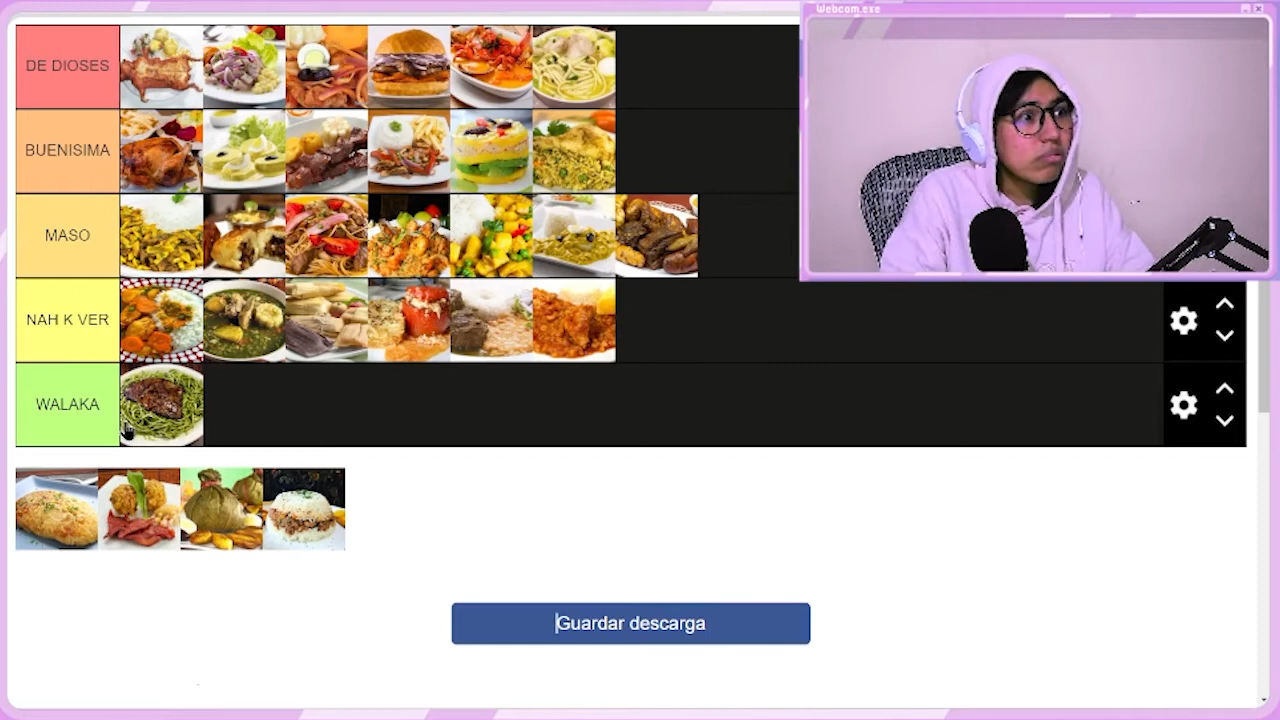 Webcam.exe
DE DIOSES
BUENISIMA
MASO
NAH K VER
WALAKA
Guardar descarga